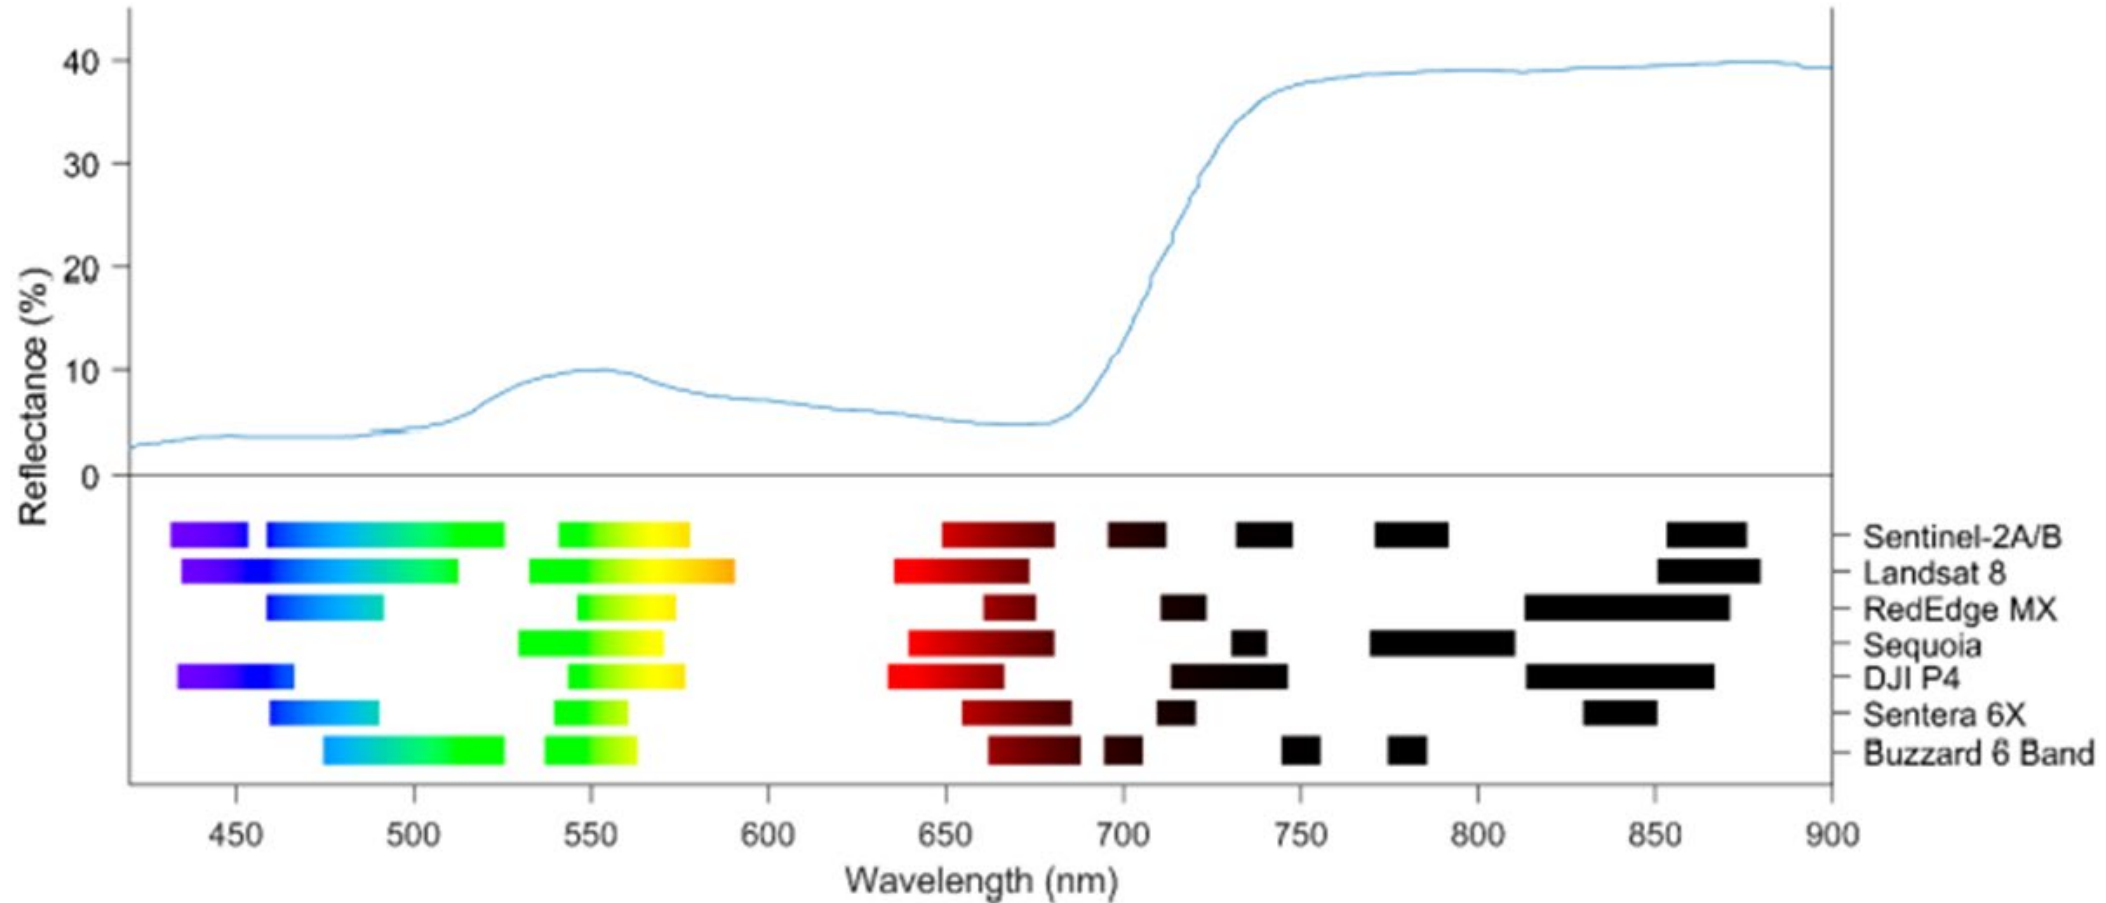 40
30
20
10
0
Reflectance (%)
Sentinel-2A/B
Landsat 8
RedEdge MX
Sequoia
DJI P4
Sentera 6X
Buzzard 6 Band
450 500 550 600 650 700 750 800 850 900
Wavelength (nm)